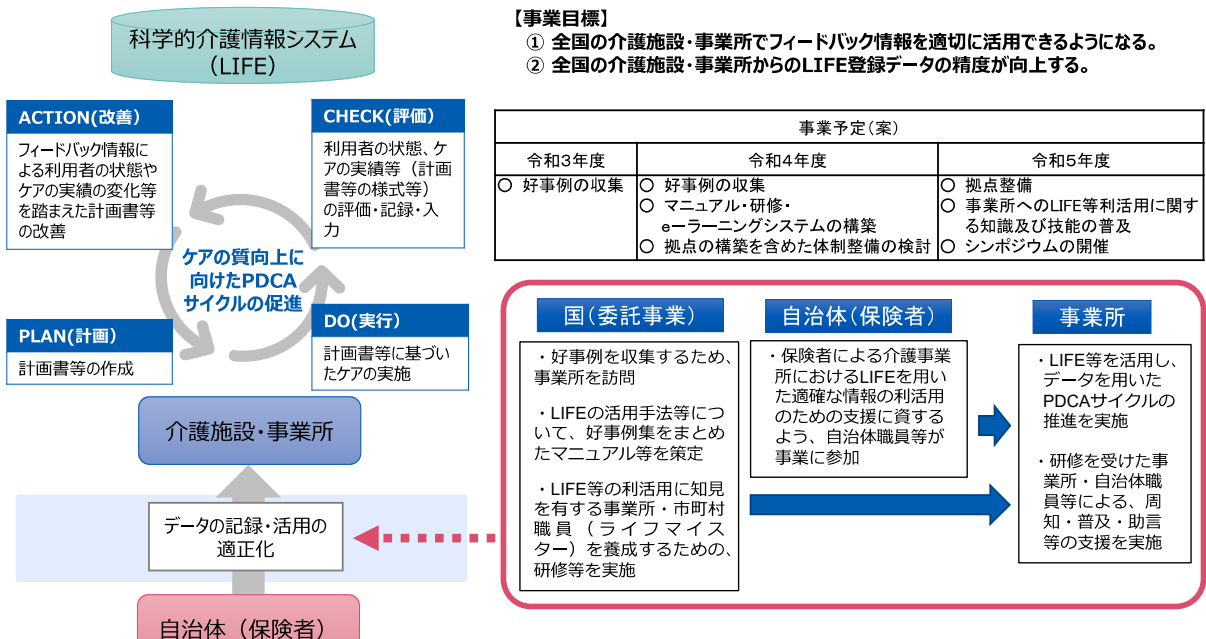 科学的介護情報システム
（LIFE）
ACTION(改善)
フィードバック情報に
よる利用者の状態や
ケアの実績の変化等
を踏まえた計画書等
の改善
CHECK(評価)
利用者の状態、ケ
アの実績等（計画
書等の様式等）
の評価・記録・入
力
ケアの質向上に
向けたPDCA
サイクルの促進
PLAN(計画)
計画書等の作成
DO(実行)
計画書等に基づい
たケアの実施
介護施設・事業所
データの記録・活用の
適正化
自治体（保険者）
【事業目標】
① 全国の介護施設・事業所でフィードバック情報を適切に活用できるようになる。
② 全国の介護施設・事業所からのLIFE登録データの精度が向上する。
事業予定（案）
令和3年度
令和4年度
令和5年度
○ 好事例の収集
○ 好事例の収集
○ マニュアル・研修・
eーラーニングシステムの構築
○ 拠点の構築を含めた体制整備の検討
○ 拠点整備
○ 事業所へのLIFE等利活用に関す
る知識及び技能の普及
○ シンポジウムの開催
国（委託事業）
・好事例を収集するため、
事業所を訪問
・LIFEの活用手法等につ
いて、好事例集をまとめ
たマニュアル等を策定
・LIFE等の利活用に知見
を有する事業所・市町村
職員（ライフマイス
ター）を養成するための、
研修等を実施
自治体（保険者）
・保険者による介護事業
所におけるLIFEを用い
た適確な情報の利活用
のための支援に資する
よう、自治体職員等が
事業に参加
事業所
・LIFE等を活用し、
データを用いた
PDCAサイクルの
推進を実施
・研修を受けた事
業所・自治体職
員等による、周
知・普及・助言
等の支援を実施